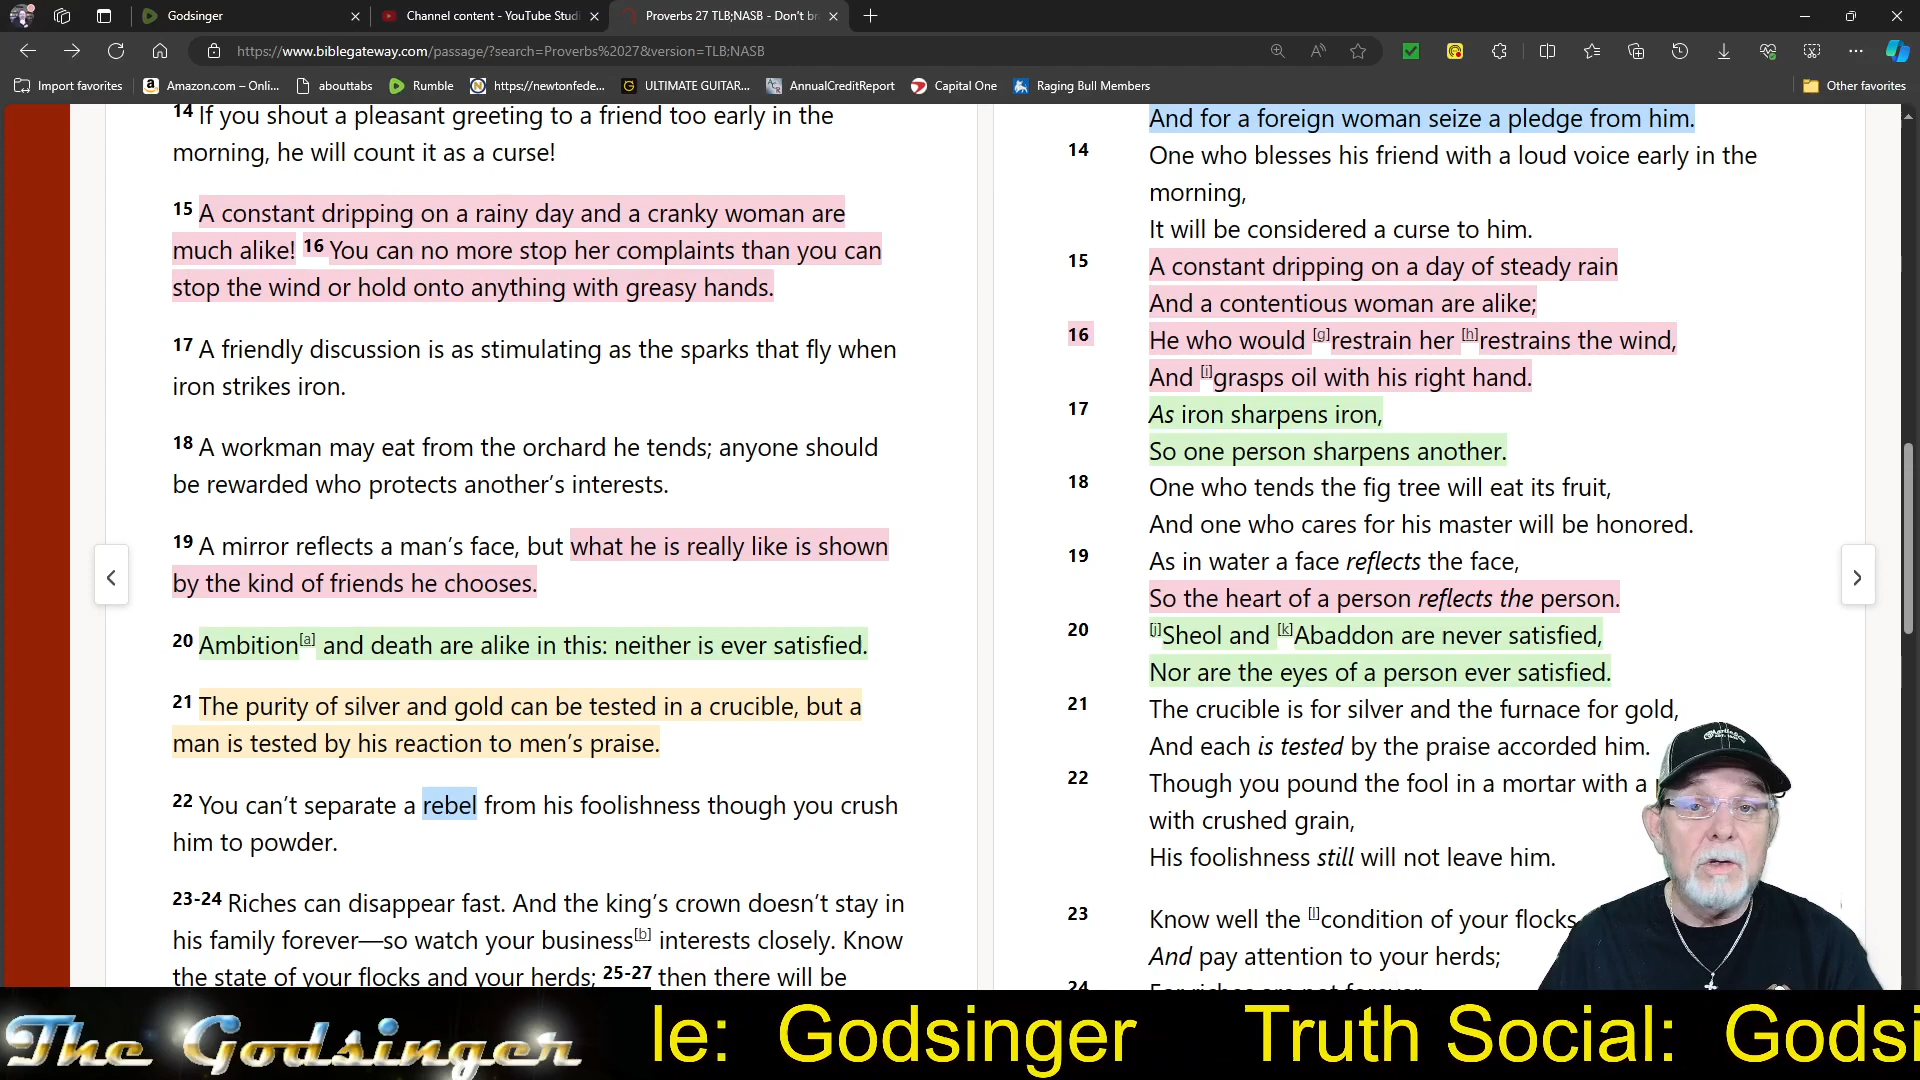 Godsinger
Channel content - YouTube Studi
Proverbs 27 TLB;NASB - Don't br
https://www.biblegateway.com/passage/?search=Proverbs%2027&version=TLB;NASB
Import favorites
Amazon.com – Onli...
abouttabs
Rumble
https://newtonfede...
ULTIMATE GUITAR...
AnnualCreditReport
Capital One
Raging Bull Members
Other favorites
14 If you shout a pleasant greeting to a friend too early in the
morning, he will count it as a curse!
15 A constant dripping on a rainy day and a cranky woman are
much alike! 16 You can no more stop her complaints than you can
stop the wind or hold onto anything with greasy hands.
17 A friendly discussion is as stimulating as the sparks that fly when
iron strikes iron.
18 A workman may eat from the orchard he tends; anyone should
be rewarded who protects another’s interests.
19 A mirror reflects a man’s face, but what he is really like is shown
by the kind of friends he chooses.
20 Ambition[a] and death are alike in this: neither is ever satisfied.
21 The purity of silver and gold can be tested in a crucible, but a
man is tested by his reaction to men’s praise.
22 You can’t separate a rebel from his foolishness though you crush
him to powder.
23-24 Riches can disappear fast. And the king’s crown doesn’t stay in
his family forever—so watch your business[b] interests closely. Know
the state of your flocks and your herds; 25-27 then there will be
And for a foreign woman seize a pledge from him.
14 One who blesses his friend with a loud voice early in the
morning,
It will be considered a curse to him.
15 A constant dripping on a day of steady rain
And a contentious woman are alike;
16 He who would [g]restrain her [h]restrains the wind,
And [i]grasps oil with his right hand.
17 As iron sharpens iron,
So one person sharpens another.
18 One who tends the fig tree will eat its fruit,
And one who cares for his master will be honored.
19 As in water a face reflects the face,
So the heart of a person reflects the person.
20 [j]Sheol and [k]Abaddon are never satisfied,
Nor are the eyes of a person ever satisfied.
21 The crucible is for silver and the furnace for gold,
And each is tested by the praise accorded him.
22 Though you pound the fool in a mortar with a
with crushed grain,
His foolishness still will not leave him.
23 Know well the [l]condition of your flocks
And pay attention to your herds;
24 For riches are not forever
The Godsinger
le: Godsinger Truth Social: Godsi